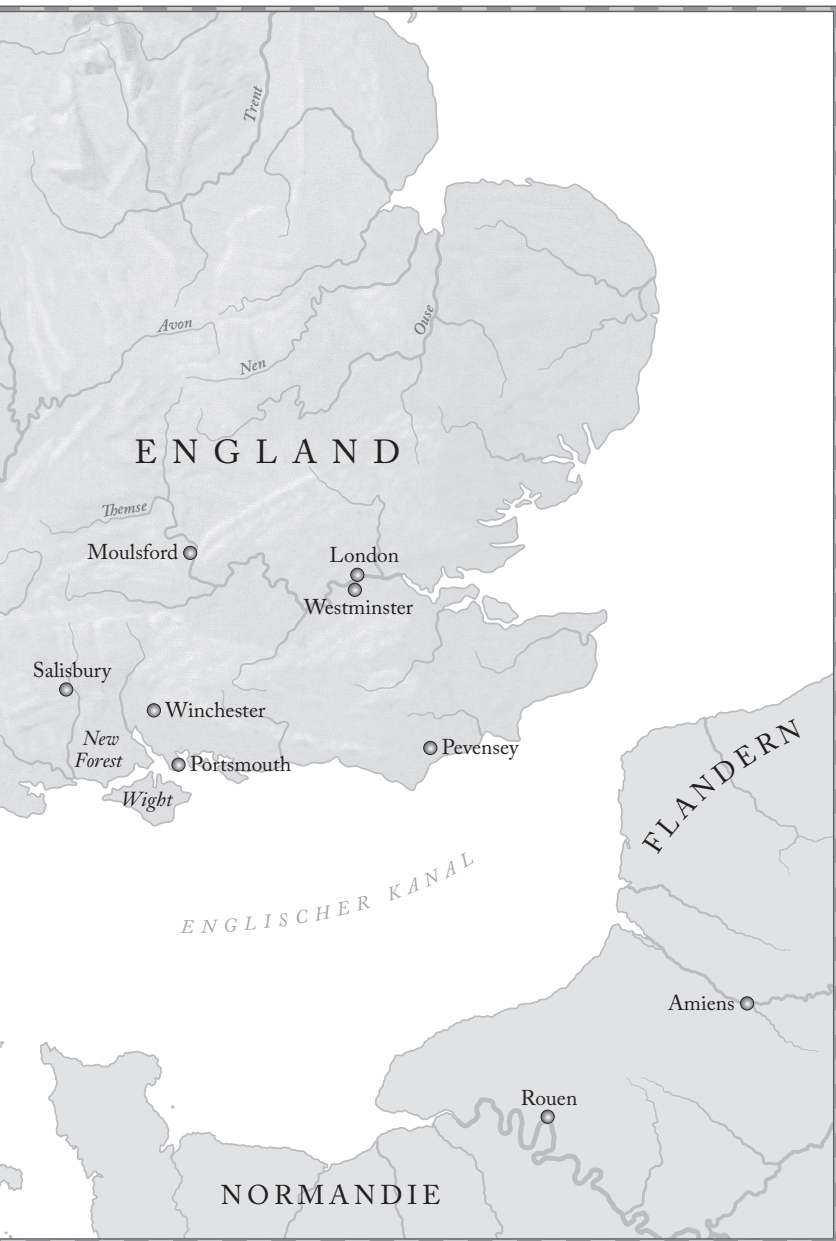 Trent
Avon
Ouse
Nen
ENGLAND
Themse
Moulsford
London
Westminster
Salisbury
Winchester
New
Forest
Portsmouth
Pevensey
Wight
FLANDERN
ENGLISCHER KANAL
Amiens
Rouen
NORMANDIE